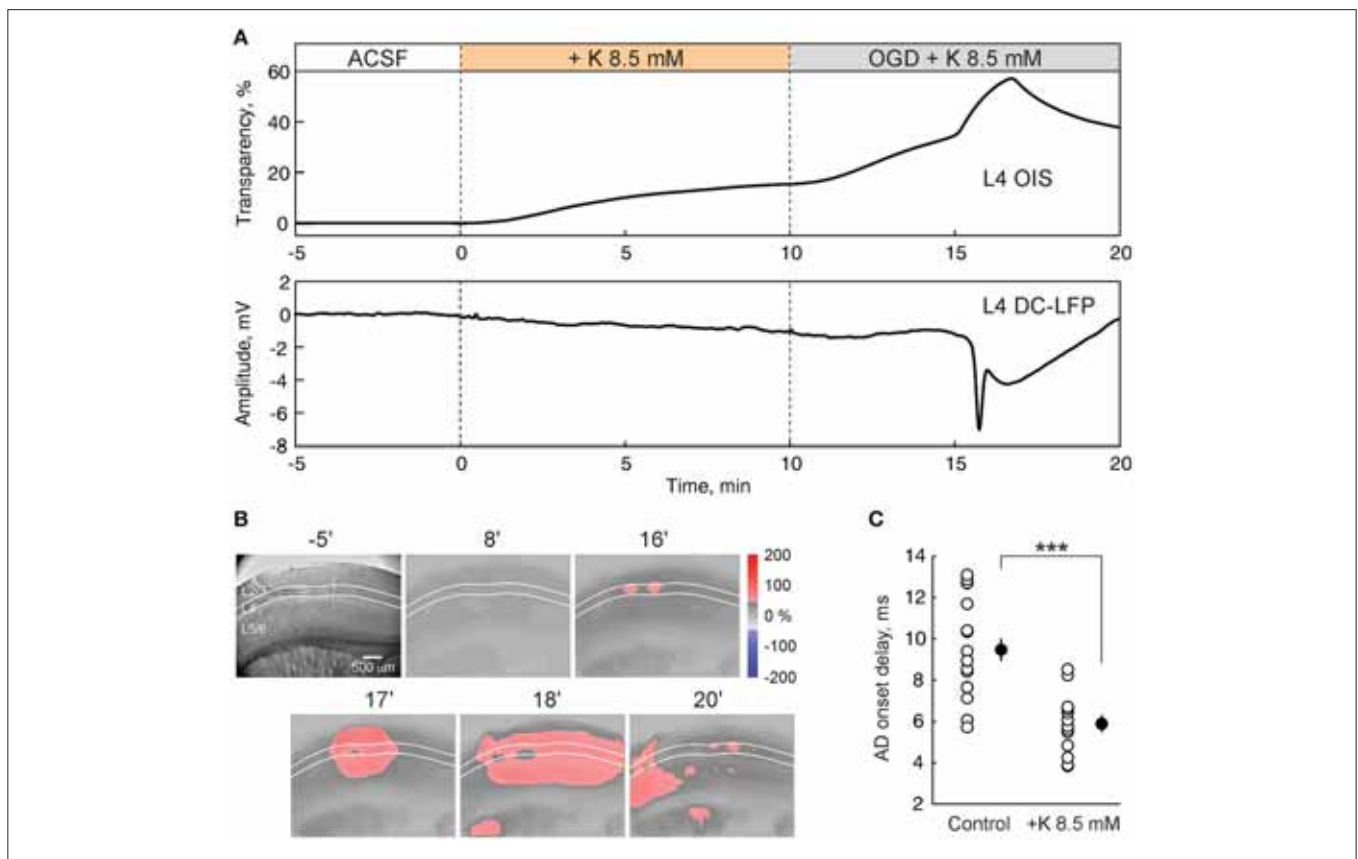 A
ACSF
+ K 8.5 mM
OGD + K 8.5 mM
Transparency, %
60
40
20
0
L4 OIS
-5 0 5 10 15 20
Amplitude, mV
2
0
-2
-4
-6
-8
L4 DC-LFP
-5 0 5 10 15 20
Time, min
B
-5' 8' 16'
500 µm
200
100
0 %
-100
-200
17' 18' 20'
C
AD onset delay, ms
14
12
10
8
6
4
2
***
Control +K 8.5 mM